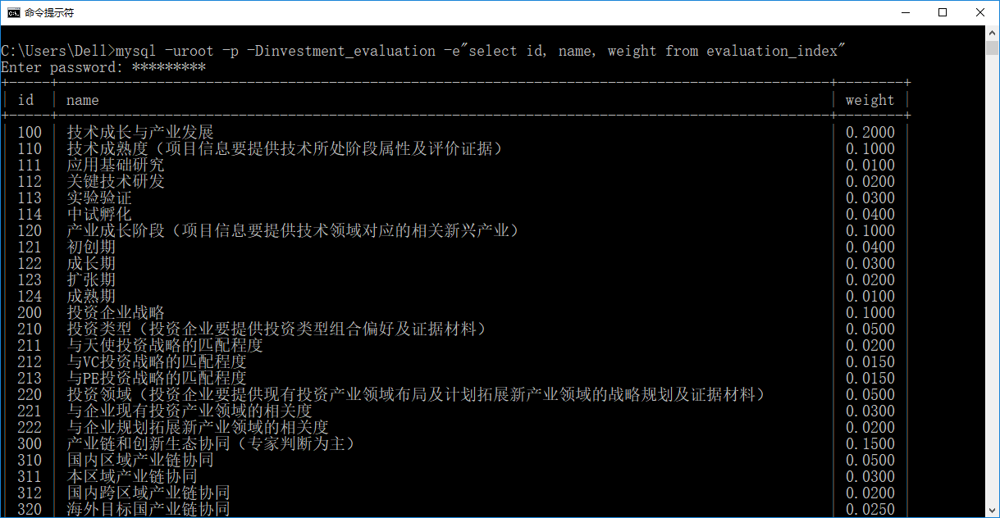 命令提示符
C:\Users\Dell>mysql -uroot -p -Dinvestment_evaluation -e"select id, name, weight from evaluation_index"
Enter password: *********
| id | name | weight |
| 100 | 技术成长与产业发展 | 0.2000 |
| 110 | 技术成熟度（项目信息要提供技术所处阶段属性及评价证据） | 0.1000 |
| 111 | 应用基础研究 | 0.0100 |
| 112 | 关键技术研发 | 0.0200 |
| 113 | 实验验证 | 0.0300 |
| 114 | 中试孵化 | 0.0400 |
| 120 | 产业成长阶段（项目信息要提供技术领域对应的相关新兴产业） | 0.1000 |
| 121 | 初创期 | 0.0400 |
| 122 | 成长期 | 0.0300 |
| 123 | 扩张期 | 0.0200 |
| 124 | 成熟期 | 0.0100 |
| 200 | 投资企业战略 | 0.1000 |
| 210 | 投资类型（投资企业要提供投资类型组合偏好及证据材料） | 0.0500 |
| 211 | 与天使投资战略的匹配程度 | 0.0200 |
| 212 | 与VC投资战略的匹配程度 | 0.0150 |
| 213 | 与PE投资战略的匹配程度 | 0.0150 |
| 220 | 投资领域（投资企业要提供现有投资产业领域布局及计划拓展新产业领域的战略规划及证据材料） | 0.0500 |
| 221 | 与企业现有投资产业领域的相关度 | 0.0300 |
| 222 | 与企业规划拓展新产业领域的相关度 | 0.0200 |
| 300 | 产业链和创新生态协同（专家判断为主） | 0.1500 |
| 310 | 国内区域产业链协同 | 0.0500 |
| 311 | 本区域产业链协同 | 0.0300 |
| 312 | 国内跨区域产业链协同 | 0.0200 |
| 320 | 海外目标国产业链协同 | 0.0250 |